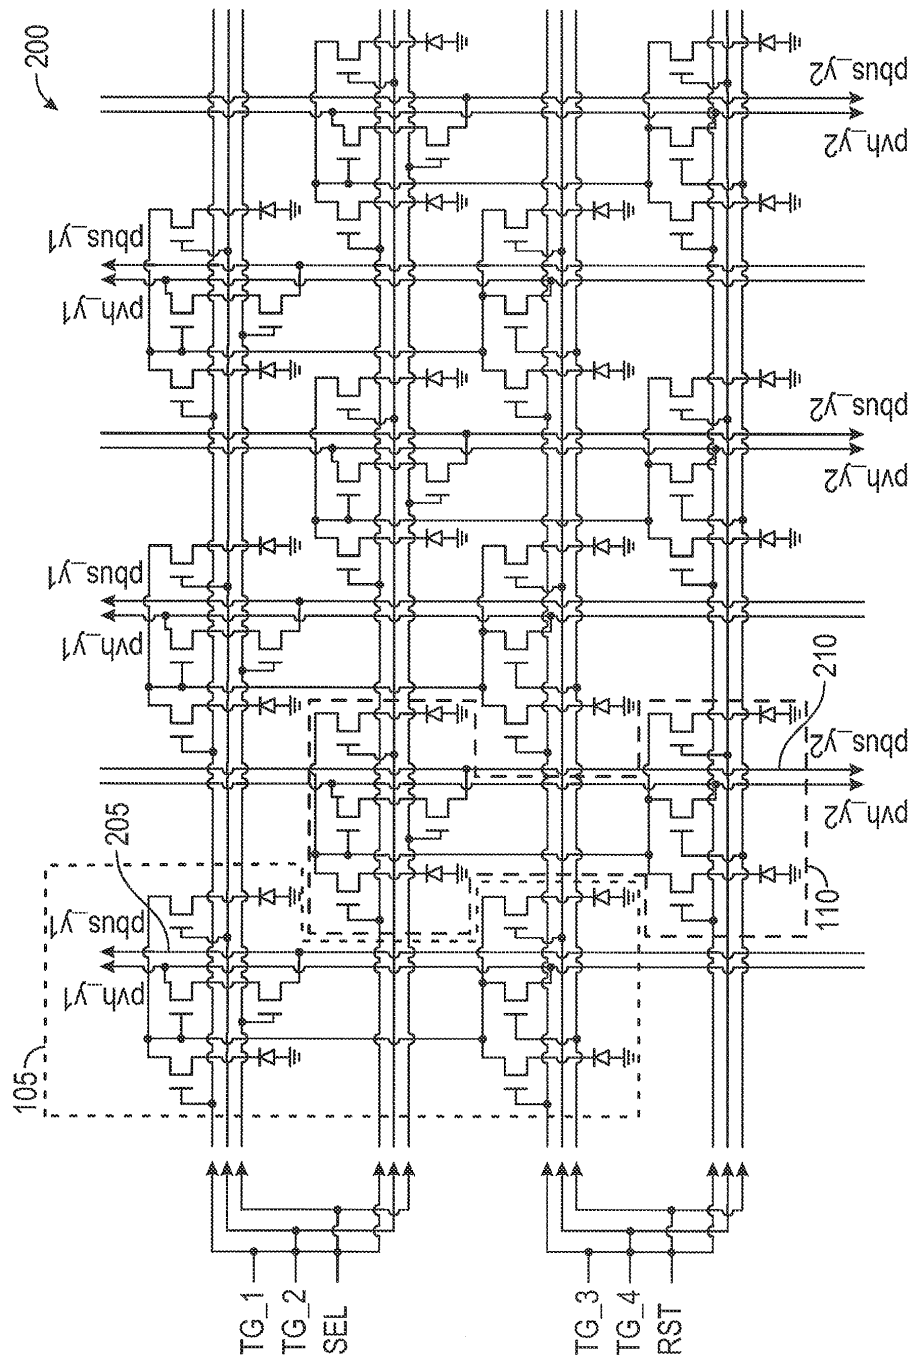 200
pbus_y2
pvh_y2
pbus_y1
pvh_y1
pbus_y2
pvh_y2
pbus_y1
pvh_y1
210
pbus_y2
pvh_y2
205
pbus_y1
pvh_y1
105
110
TG_1
TG_2
SEL
TG_3
TG_4
RST